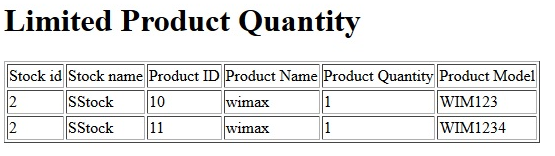 Limited Product Quantity
Stock id Stock name Product ID Product Name Product Quantity Product Model
2 SStock 10 wimax 1 WIM123
2 SStock 11 wimax 1 WIM1234